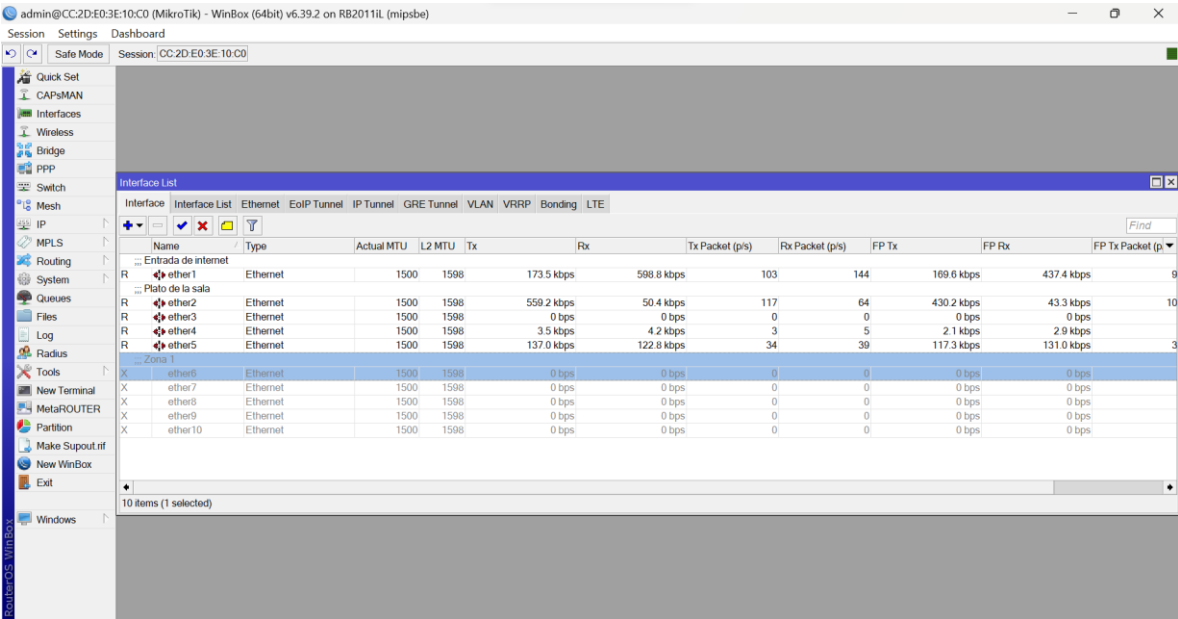 admin@CC:2D:E0:3E:10:C0 (MikroTik) - WinBox (64bit) v6.39.2 on RB2011iL (mipsbe)
Session Settings Dashboard
Safe Mode Session: CC:2D:E0:3E:10:C0
Quick Set
CAPsMAN
Interfaces
Wireless
Bridge
PPP
Switch
Mesh
IP
MPLS
Routing
System
Queues
Files
Log
Radius
Tools
New Terminal
MetaROUTER
Partition
Make Supout.rif
New WinBox
Exit
Windows
RouterOS WinBox
Interface List
Interface Interface List Ethernet EoIP Tunnel IP Tunnel GRE Tunnel VLAN VRRP Bonding LTE
Find
Name Type Actual MTU L2 MTU Tx Rx Tx Packet (p/s) Rx Packet (p/s) FP Tx FP Rx FP Tx Packet (p.
;;; Entrada de internet
R ether1 Ethernet 1500 1598 173.5 kbps 598.8 kbps 103 144 169.6 kbps 437.4 kbps 9
;;; Plato de la sala
R ether2 Ethernet 1500 1598 559.2 kbps 50.4 kbps 117 64 430.2 kbps 43.3 kbps 10
R ether3 Ethernet 1500 1598 0 bps 0 bps 0 0 0 bps 0 bps
R ether4 Ethernet 1500 1598 3.5 kbps 4.2 kbps 3 5 2.1 kbps 2.9 kbps
R ether5 Ethernet 1500 1598 137.0 kbps 122.8 kbps 34 39 117.3 kbps 131.0 kbps 3
;;; Zona 1
X ether6 Ethernet 1500 1598 0 bps 0 bps 0 0 0 bps 0 bps
X ether7 Ethernet 1500 1598 0 bps 0 bps 0 0 0 bps 0 bps
X ether8 Ethernet 1500 1598 0 bps 0 bps 0 0 0 bps 0 bps
X ether9 Ethernet 1500 1598 0 bps 0 bps 0 0 0 bps 0 bps
X ether10 Ethernet 1500 1598 0 bps 0 bps 0 0 0 bps 0 bps
10 items (1 selected)